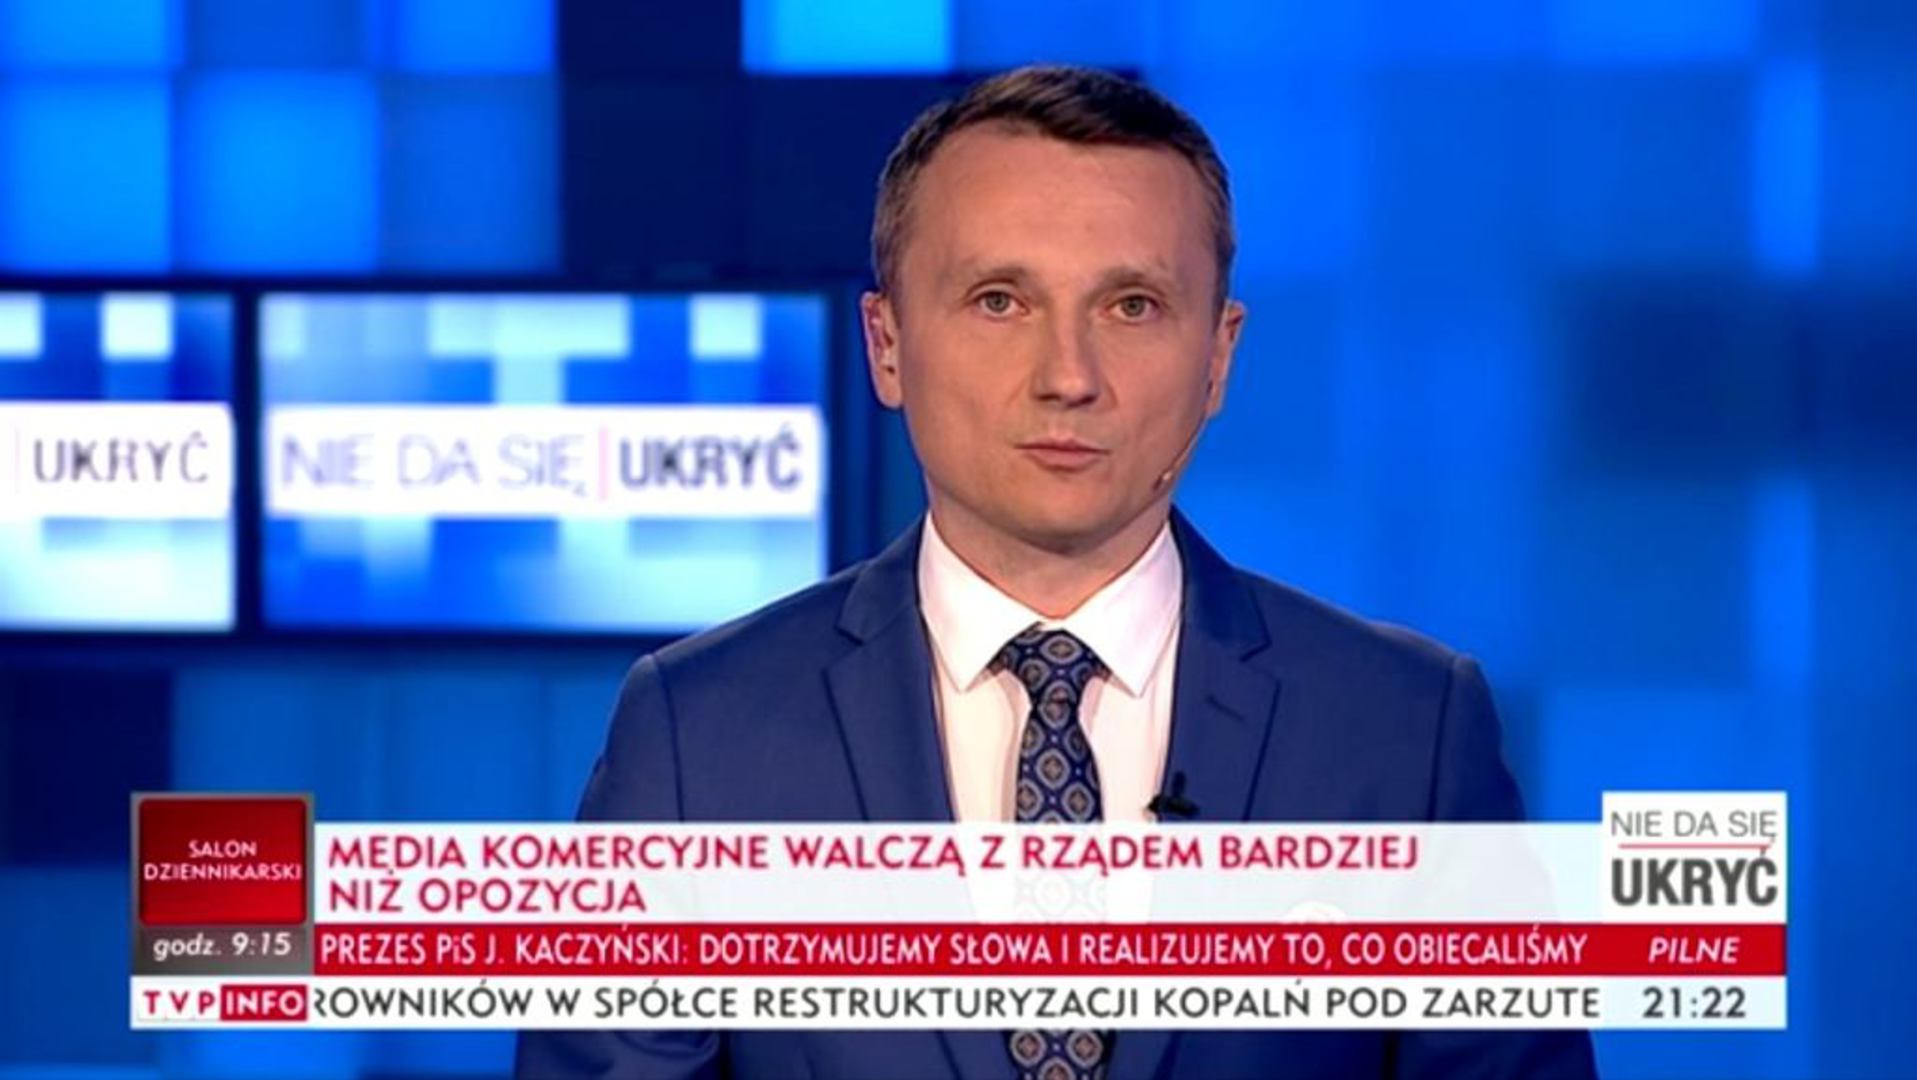 UKRYĆ
NIE DA SIĘ UKRYĆ
SALON
DZIENNIKARSKI
godz. 9:15
MEDIA KOMERCYJNE WALCZĄ Z RZĄDEM BARDZIEJ
NIŻ OPOZYCJA
NIE DA SIĘ
UKRYĆ
PREZES PiS J. KACZYŃSKI: DOTRZYMUJEMY SŁOWA I REALIZUJEMY TO, CO OBIECALIŚMY
PILNE
TVP INFO
ROWNIKÓW W SPÓŁCE RESTRUKTURYZACJI KOPALŃ POD ZARZUTE
21:22